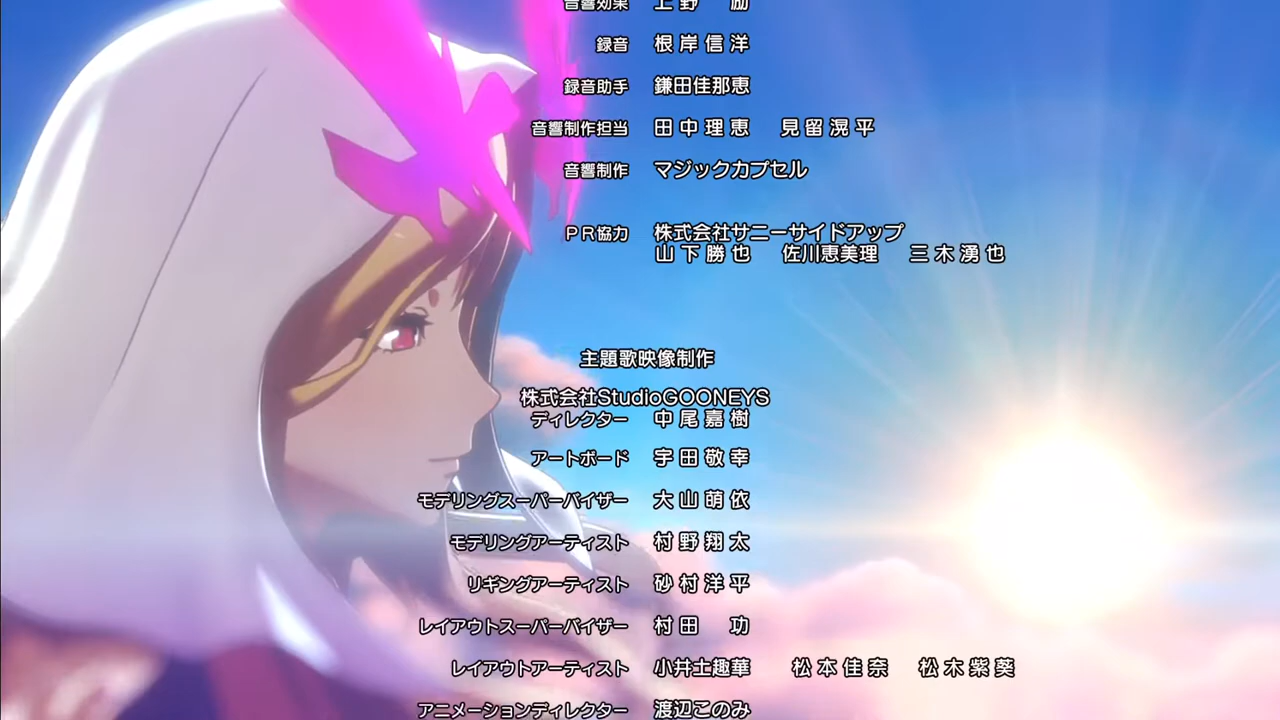 音響効果 上野 励
録音 根岸信洋
録音助手 鎌田佳那恵
音響制作担当 田中理恵 見留滉平
音響制作 マジックカプセル
PR協力 株式会社サニーサイドアップ
山下勝也 佐川恵美理 三木湧也
主題歌映像制作
株式会社StudioGOONEYS
ディレクター 中尾嘉樹
アートボード 宇田敬幸
モデリングスーパーバイザー 大山萌依
モデリングアーティスト 村野翔太
リギングアーティスト 砂村洋平
レイアウトスーパーバイザー 村田 功
レイアウトアーティスト 小井土趣華 松本佳奈 松木紫葵
アニメーションディレクター 渡辺このみ